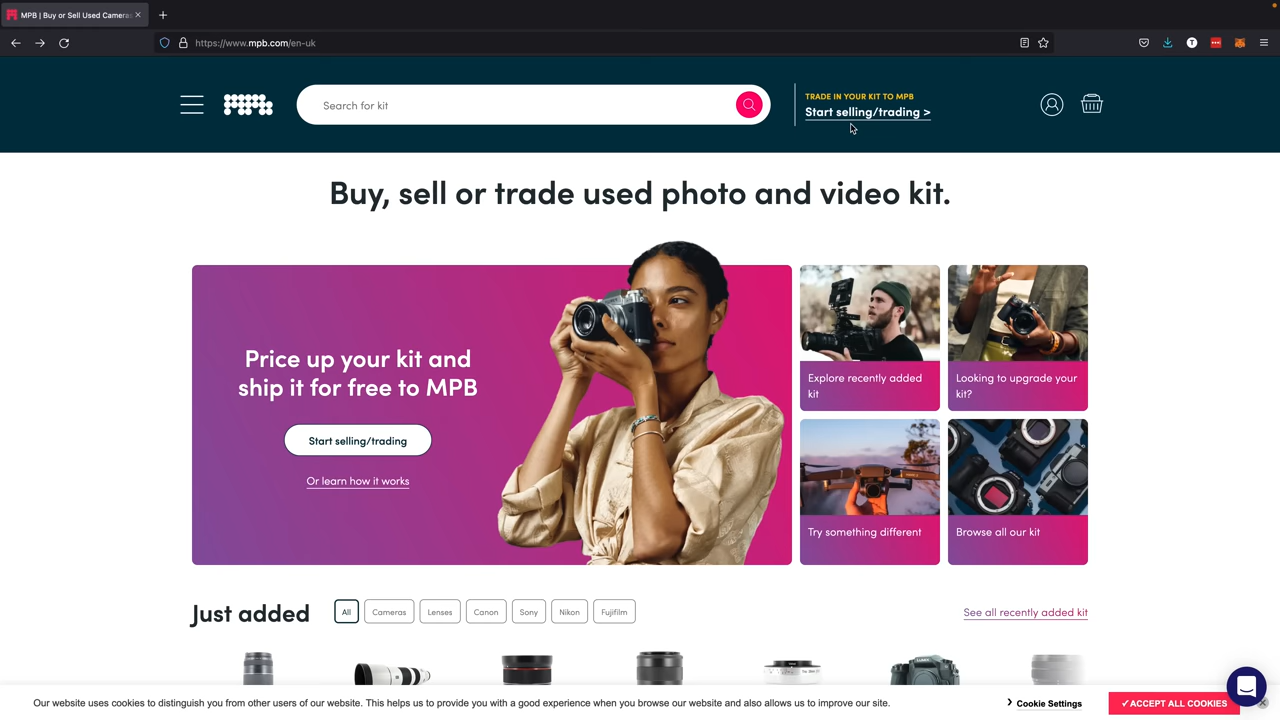 MPB | Buy or Sell Used Cameras
https://www.mpb.com/en-uk
mpb
Search for kit
TRADE IN YOUR KIT TO MPB
Start selling/trading >
Buy, sell or trade used photo and video kit.
Price up your kit and
ship it for free to MPB
Start selling/trading
Or learn how it works
Explore recently added
kit
Looking to upgrade your
kit?
Try something different
Browse all our kit
Just added
All
Cameras
Lenses
Canon
Sony
Nikon
Fujifilm
See all recently added kit
Our website uses cookies to distinguish you from other users of our website. This helps us to provide you with a good experience when you browse our website and also allows us to improve our site.
Cookie Settings
✓ACCEPT ALL COOKIES